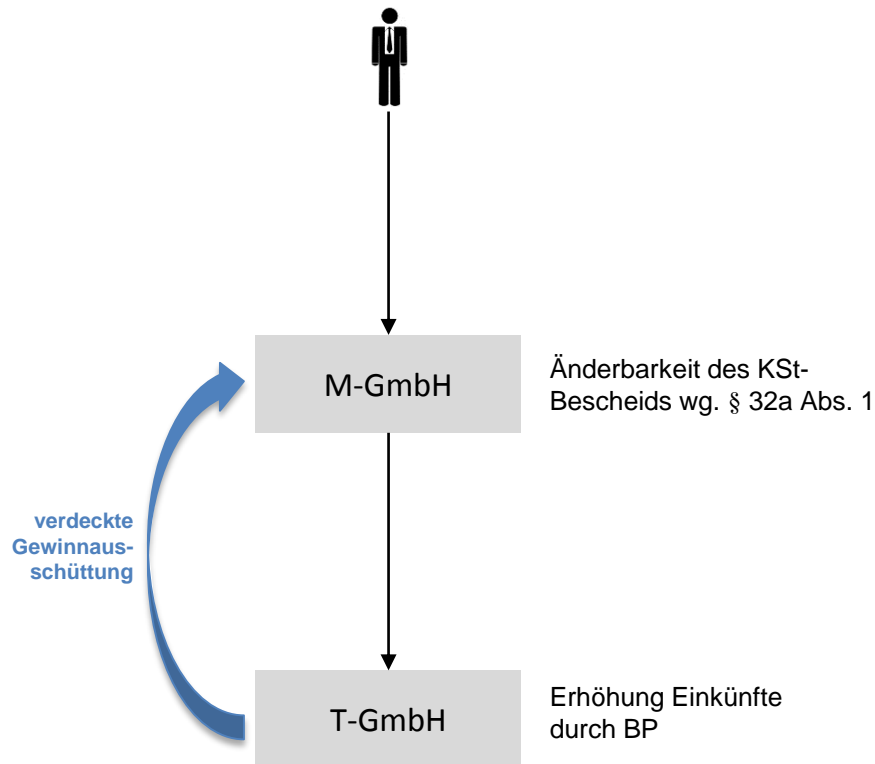 M-GmbH
Änderbarkeit des KSt-
Bescheids wg. § 32a Abs. 1
verdeckte
Gewinnaus-
schüttung
T-GmbH
Erhöhung Einkünfte
durch BP